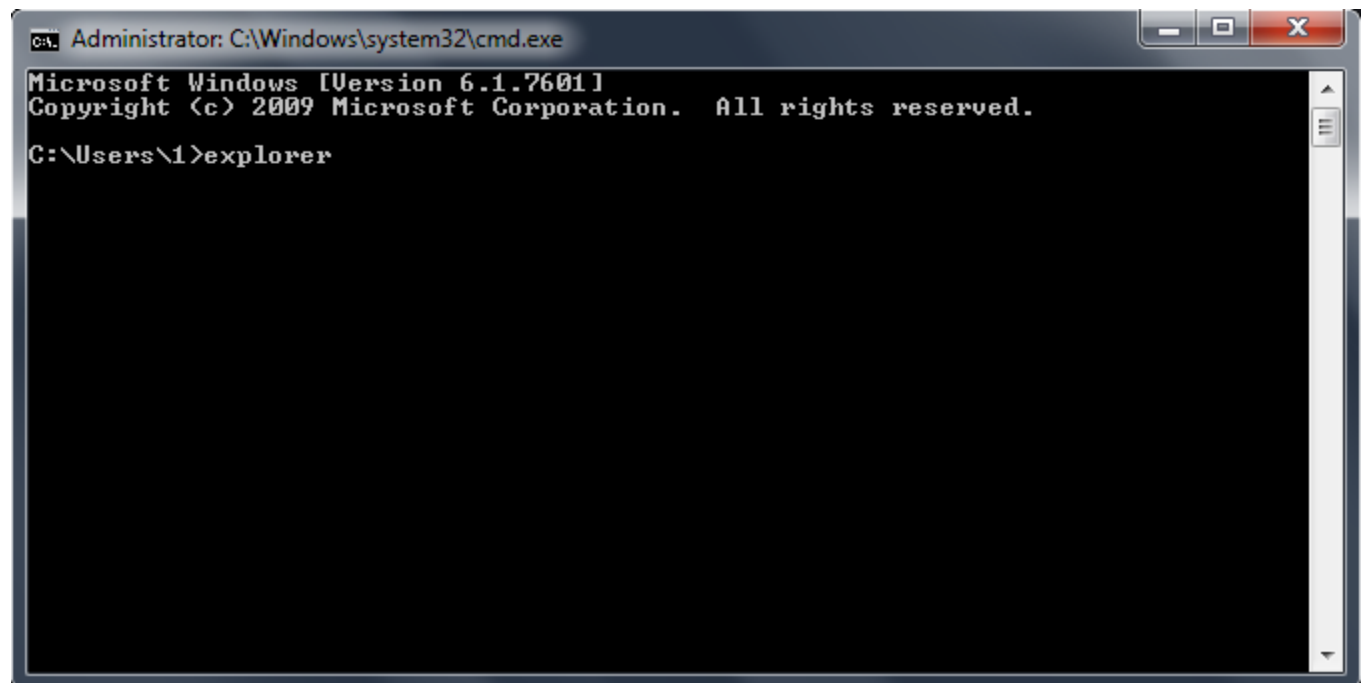 Administrator: C:\Windows\system32\cmd.exe
Microsoft Windows [Version 6.1.7601]
Copyright (c) 2009 Microsoft Corporation.  All rights reserved.
C:\Users\1>explorer